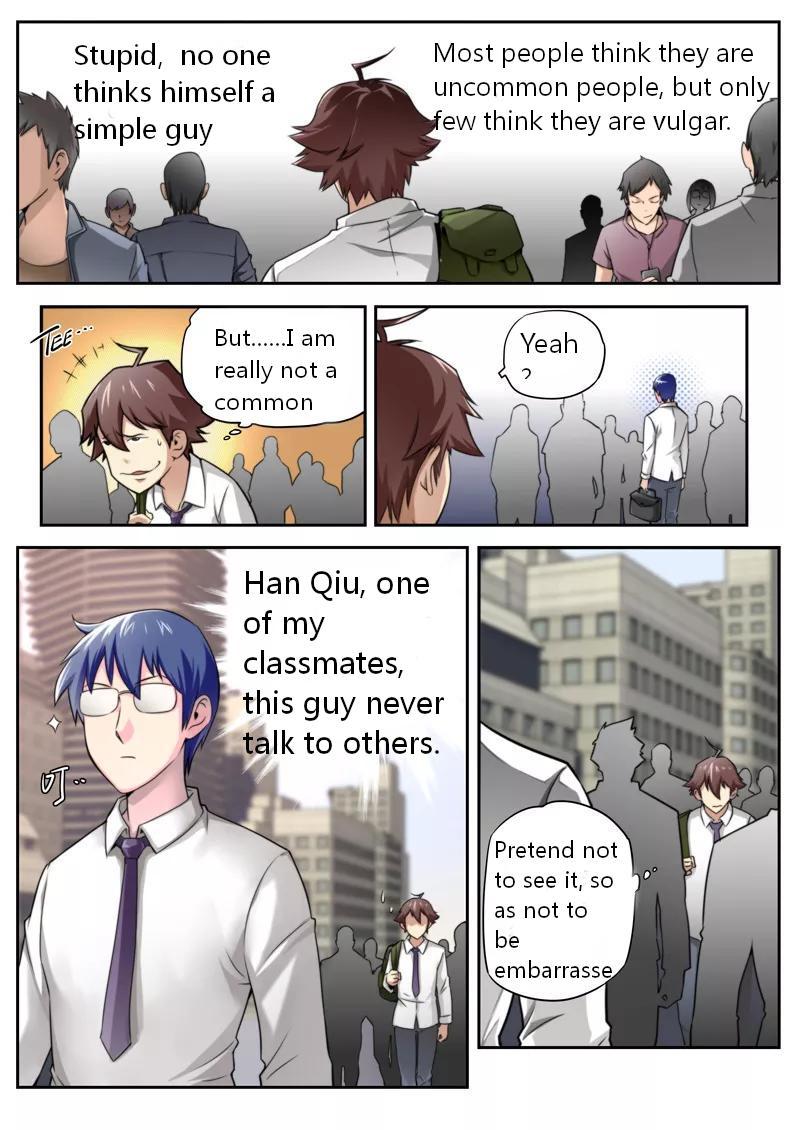 Stupid, no one
thinks himself a
simple guy
Most people think they are
uncommon people, but only
few think they are vulgar.
TEE...
But......I am
really not a
common
Yeah
?
Han Qiu, one
of my
classmates,
this guy never
talk to others.
叮..
Pretend not
to see it, so
as not to
be
embarrasse